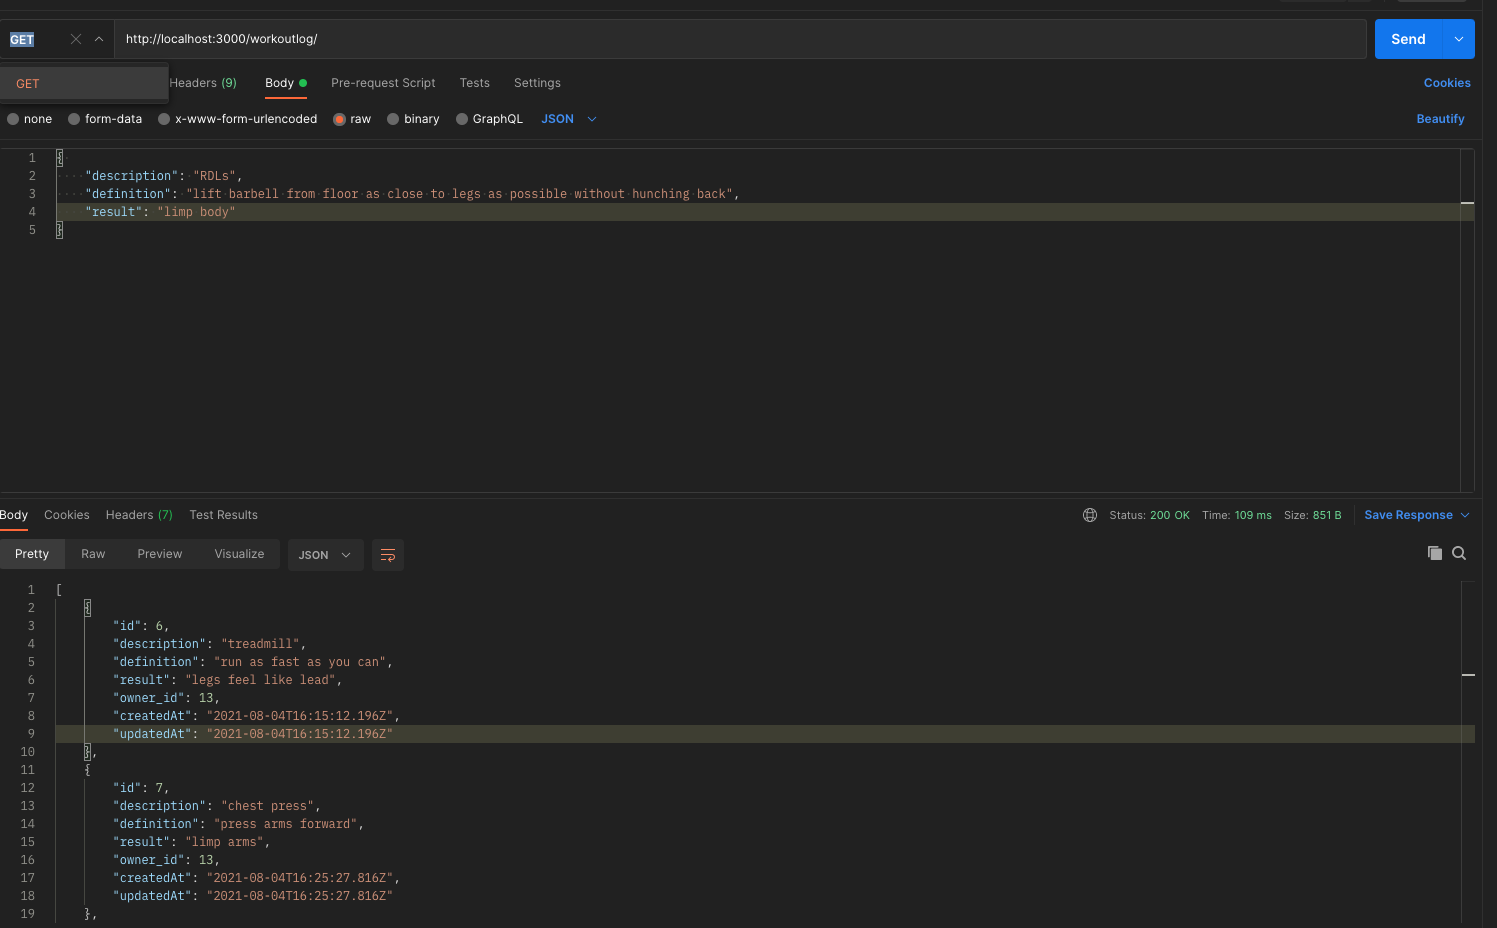 GET http://localhost:3000/workoutlog/ Send
GET Headers (9) Body Pre-request Script Tests Settings Cookies
none form-data x-www-form-urlencoded raw binary GraphQL JSON Beautify
1 {
2 "description": "RDLs",
3 "definition": "lift barbell from floor as close to legs as possible without hunching back",
4 "result": "limp body"
5 }
Body Cookies Headers (7) Test Results Status: 200 OK Time: 109 ms Size: 851 B Save Response
Pretty Raw Preview Visualize JSON
1 [
2 {
3 "id": 6,
4 "description": "treadmill",
5 "definition": "run as fast as you can",
6 "result": "legs feel like lead",
7 "owner_id": 13,
8 "createdAt": "2021-08-04T16:15:12.196Z",
9 "updatedAt": "2021-08-04T16:15:12.196Z"
10 },
11 {
12 "id": 7,
13 "description": "chest press",
14 "definition": "press arms forward",
15 "result": "limp arms",
16 "owner_id": 13,
17 "createdAt": "2021-08-04T16:25:27.816Z",
18 "updatedAt": "2021-08-04T16:25:27.816Z"
19 },